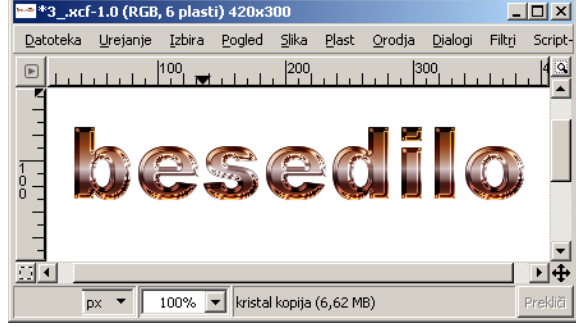 *3_.xcf-1.0 (RGB, 6 plasti) 420x300
Datoteka Urejanje Izbira Pogled Slika Plast Orodja Dialogi Filtri Script-
100 200 300 4
100
besedilo
px 100% kristal kopija (6,62 MB) Prekliči